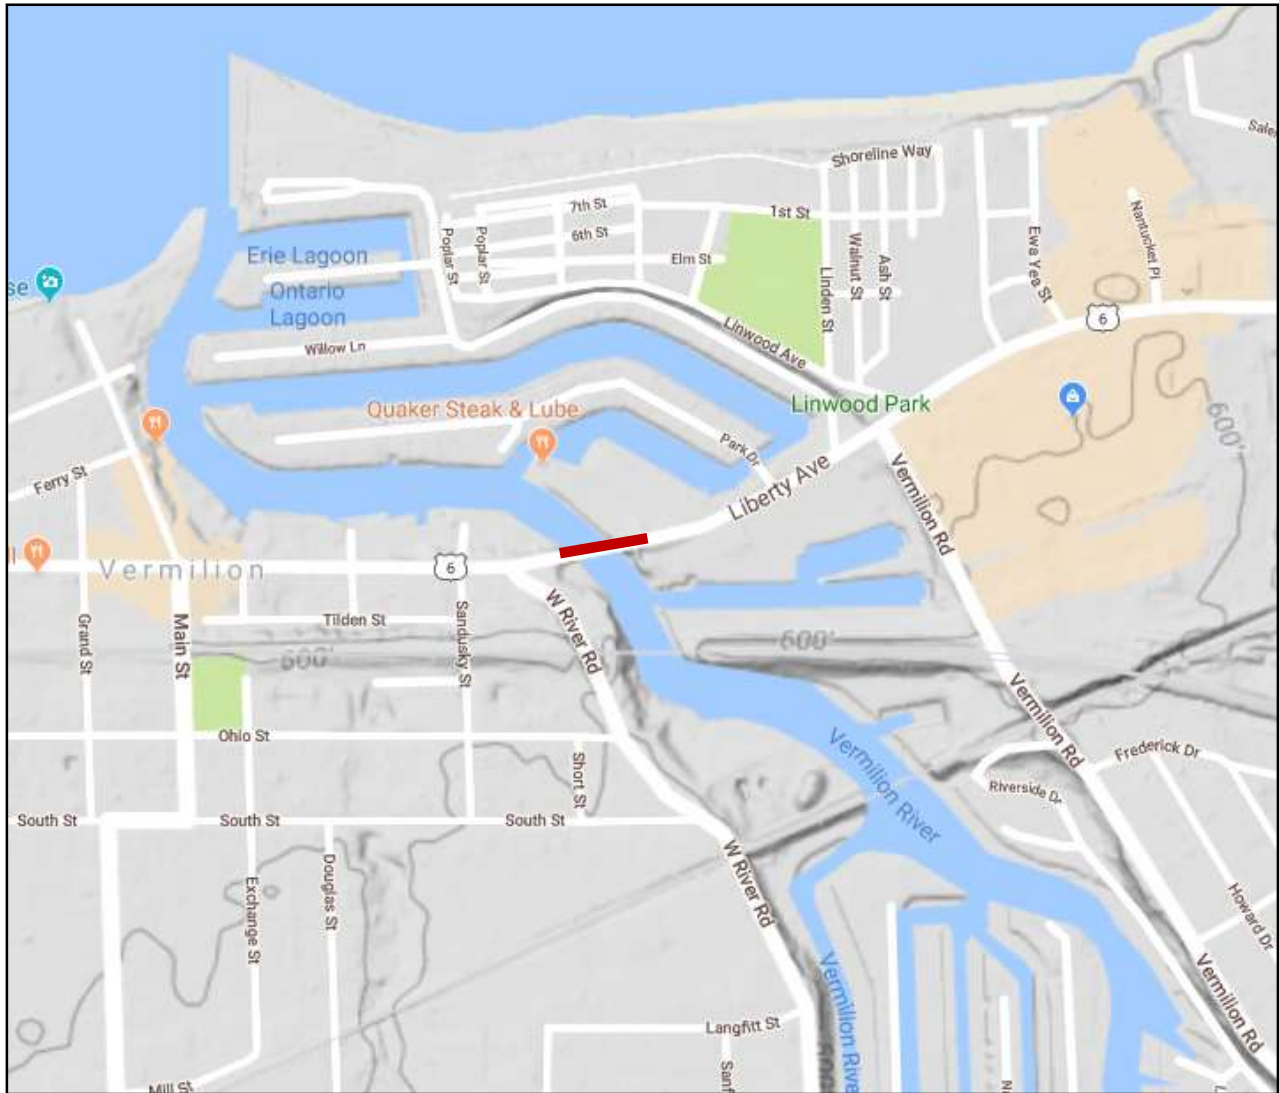 Shoreline Way
Sale
7th St
1st St
Nantucket Pl
6th St
Poplar St
Poplar St
Ewa Yea St
Walnut St
Ash St
Erie Lagoon
Elm St
Linden St
se
Ontario
Lagoon
6
Linwood Ave
Willow Ln
Quaker Steak & Lube
Linwood Park
600'
Park Dr
Ferry St
Liberty Ave
Vermilion Rd
Vermilion
6
W River Rd
Grand St
Main St
Tilden St
Sandusky St
600'
600'
Vermilion Rd
Ohio St
Vermilion River
Frederick Dr
Short St
Riverside Dr
South St
South St
South St
W River Rd
Exchange St
Douglas St
Howard Dr
Vermilion River
Vermilion Rd
Langfitt St
Sanf
Mill St